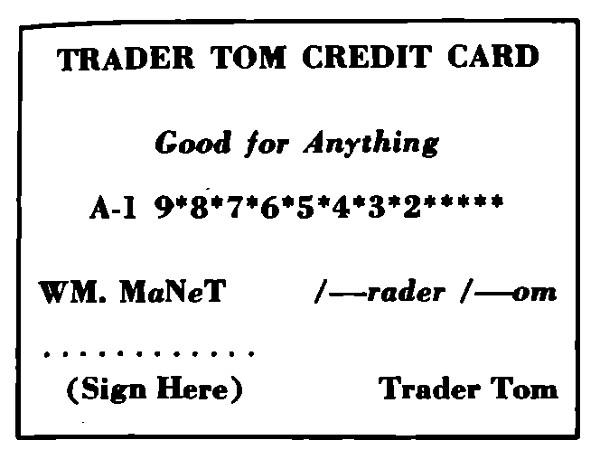 TRADER TOM CREDIT CARD
Good for Anything
A-1 9*8*7*6*5*4*3*2*****
WM. MaNeT /—rader /—om
. . . . . . . . . . . .
(Sign Here) Trader Tom